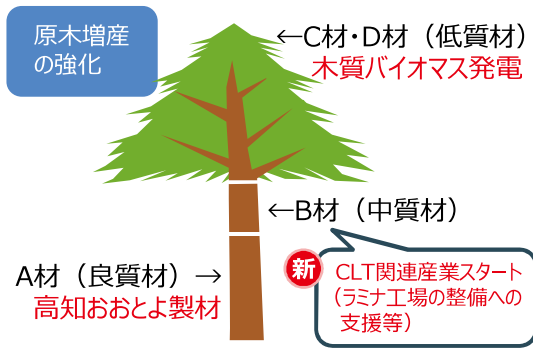 原木増産
の強化
←C材・D材（低質材）
木質バイオマス発電
←B材（中質材）
新
CLT関連産業スタート
（ラミナ工場の整備への
支援等）
A材（良質材）→
高知おおとよ製材